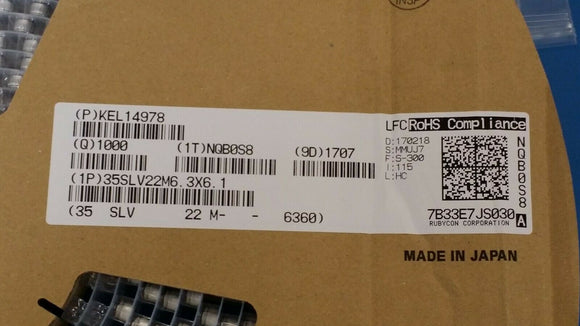 INSP
(P)KEL14978
(Q)1000 (1T)NQB0S8 (9D)1707
(1P)35SLV22M6.3X6.1
(35 SLV 22 M- - 6360)
LFC RoHS Compliance
D:170218
S:MMUJ7
F:S-300
I:115
L:HC
NQB0S8
7B33E7JS030 A
RUBYCON CORPORATION
MADE IN JAPAN